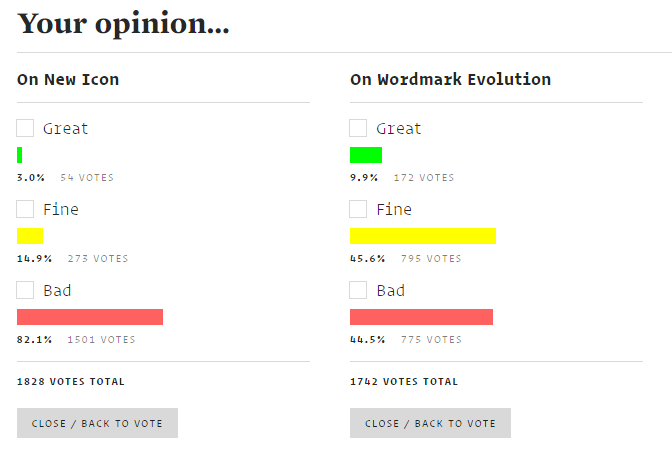 Your opinion...
On New Icon
Great
3.0% 54 VOTES
Fine
14.9% 273 VOTES
Bad
82.1% 1501 VOTES
1828 VOTES TOTAL
CLOSE / BACK TO VOTE
On Wordmark Evolution
Great
9.9% 172 VOTES
Fine
45.6% 795 VOTES
Bad
44.5% 775 VOTES
1742 VOTES TOTAL
CLOSE / BACK TO VOTE